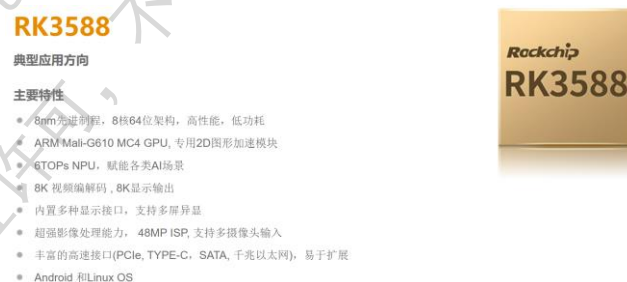 RK3588
典型应用方向
主要特性
8nm先进制程，8核64位架构，高性能，低功耗
ARM Mali-G610 MC4 GPU, 专用2D图形加速模块
6TOPs NPU，赋能各类AI场景
8K 视频编解码 , 8K显示输出
内置多种显示接口，支持多屏异显
超强影像处理能力， 48MP ISP, 支持多摄像头输入
丰富的高速接口(PCIe, TYPE-C，SATA, 千兆以太网)，易于扩展
Android 和Linux OS
Rockchip
RK3588